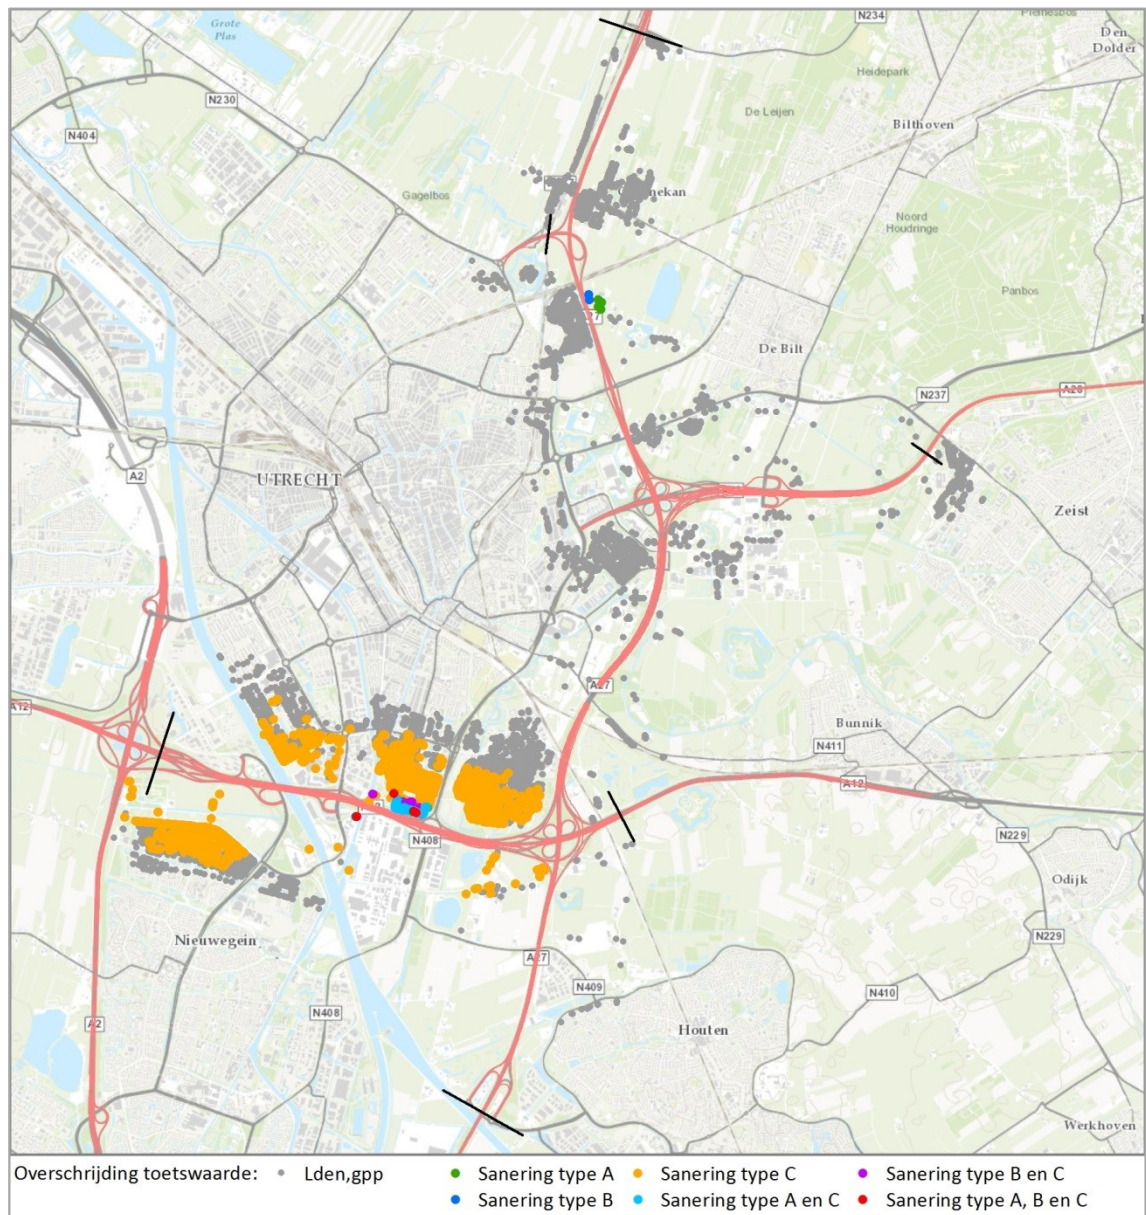 Grote
Plas
N234
Den
Dolder
Heidepark
N230
De Leijen
Bilthoven
N404
Gagelbos
nekan
Noord
Houdringe
Panbos
De Bilt
A28
N237
A2
UTRECHT
Zeist
A27
A12
Bunnik
N411
A12
N408
N229
Odijk
Nieuwegein
N229
A27
N409
N410
N408
A2
Houten
Werkhoven
Overschrijding toetswaarde: Lden,gpp Sanering type A Sanering type C Sanering type B en C
Sanering type B Sanering type A en C Sanering type A, B en C